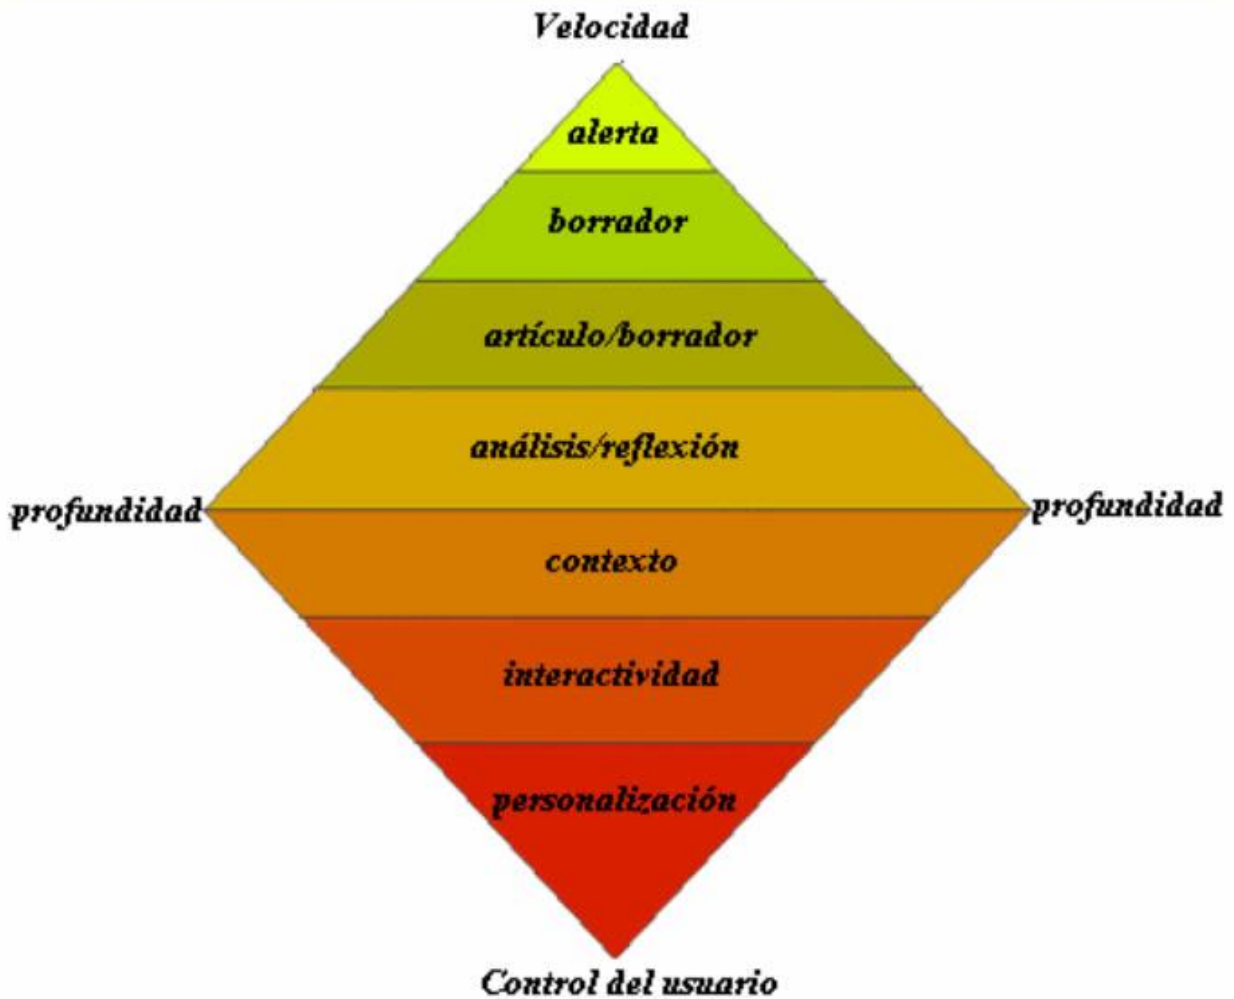 Velocidad
alerta
borrador
artículo/borrador
análisis/reflexión
profundidad
profundidad
contexto
interactividad
personalización
Control del usuario